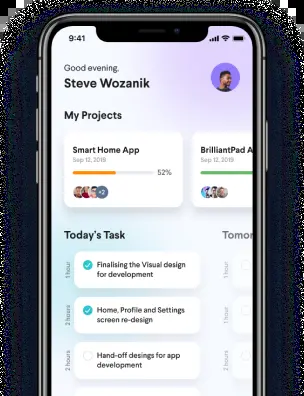 9:41
Good evening,
Steve Wozanik
My Projects
Smart Home App
Sep 12, 2019
52%
+2
BrilliantPad A
Sep 12, 2019
Today's Task
Tomor
1 hour
Finalising the Visual design
for development
1 hour
2 hours
Home, Profile and Settings
screen re-design
1 hour
2 hours
Hand-off desings for app
development
2 hours